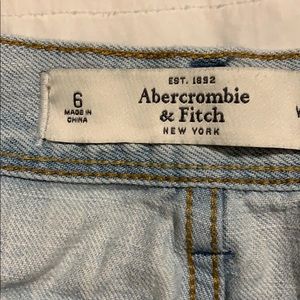 6
MADE IN
CHINA
EST. 1892
Abercrombie
& Fitch
NEW YORK
W